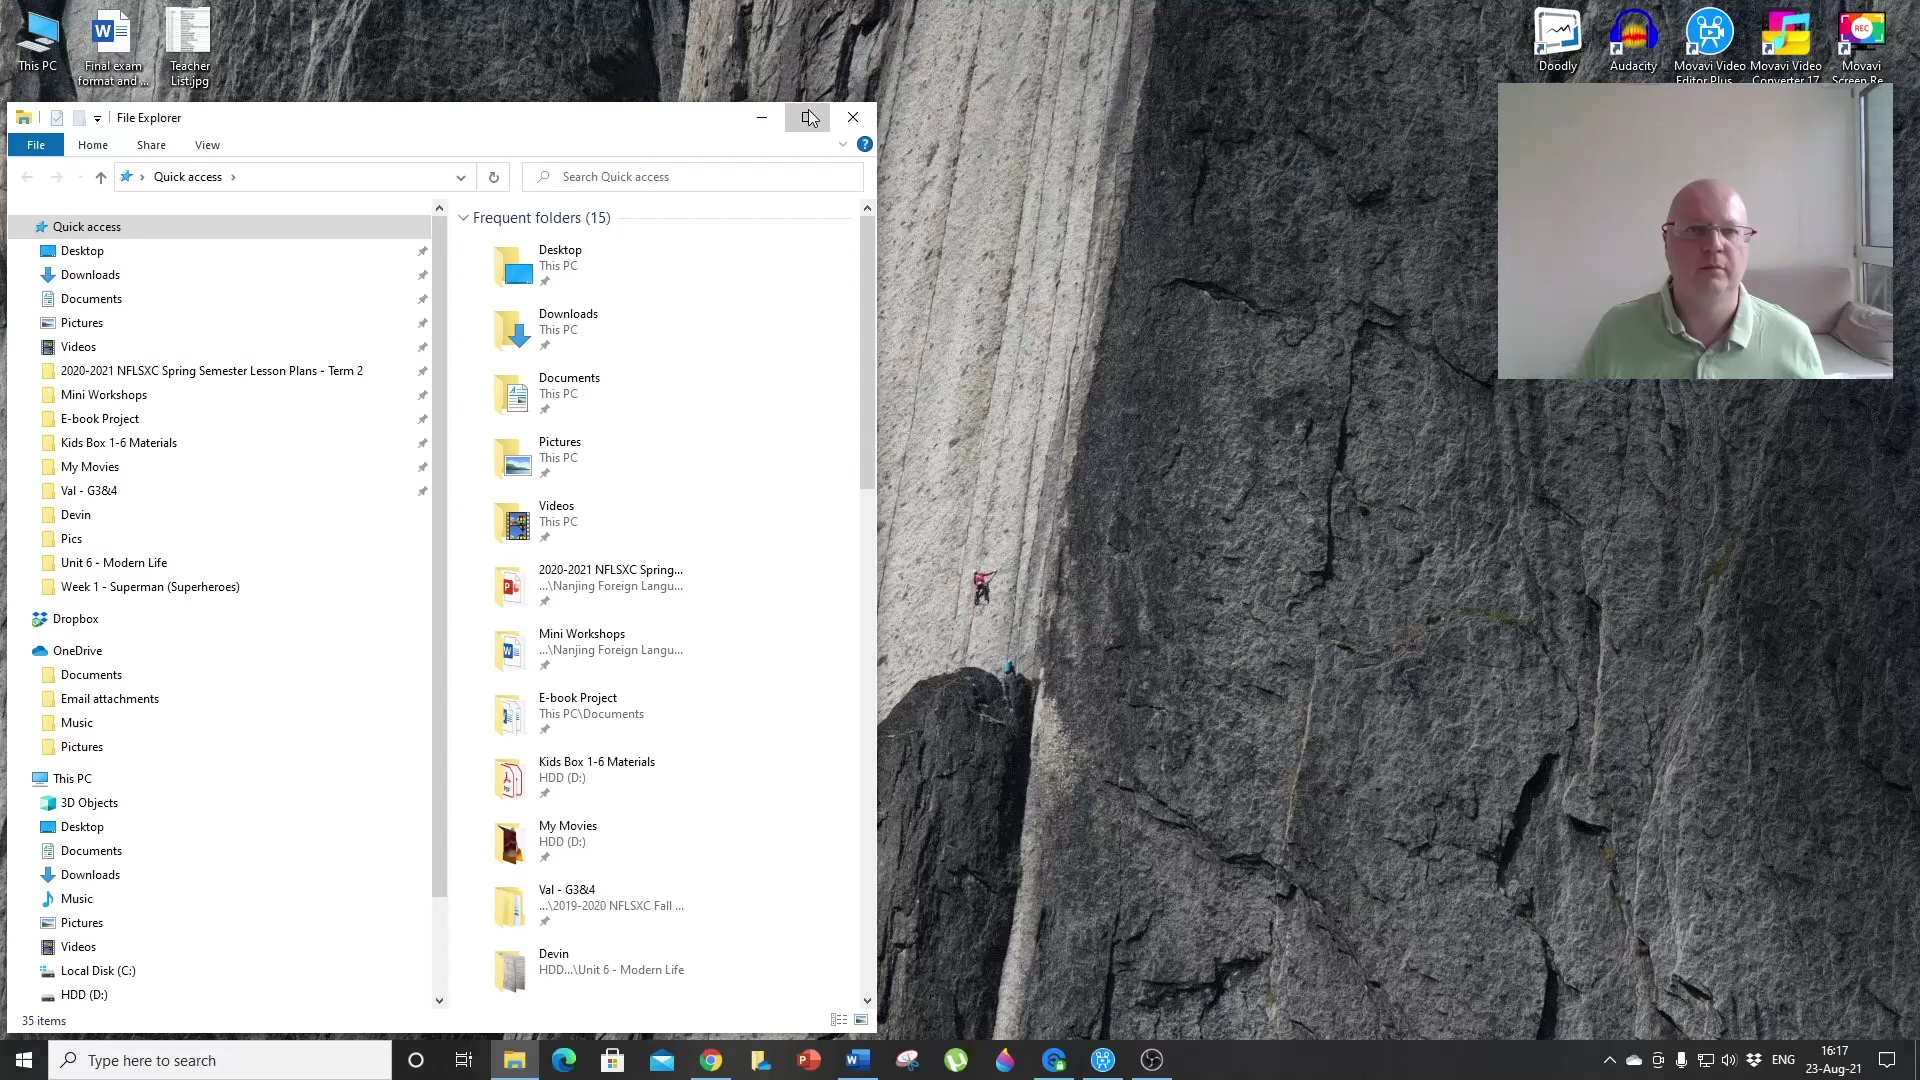 This PC
Final exam
format and ...
Teacher
List.jpg
Doodly
Audacity
Movavi Video
Editor Plus
Movavi Video
Converter 17
Movavi
Screen Re...
File Explorer
File
Home
Share
View
Quick access
Search Quick access
Quick access
Desktop
Downloads
Documents
Pictures
Videos
2020-2021 NFLSXC Spring Semester Lesson Plans - Term 2
Mini Workshops
E-book Project
Kids Box 1-6 Materials
My Movies
Val - G3&4
Devin
Pics
Unit 6 - Modern Life
Week 1 - Superman (Superheroes)
Dropbox
OneDrive
Documents
Email attachments
Music
Pictures
This PC
3D Objects
Desktop
Documents
Downloads
Music
Pictures
Videos
Local Disk (C:)
HDD (D:)
Frequent folders (15)
Desktop
This PC
Downloads
This PC
Documents
This PC
Pictures
This PC
Videos
This PC
2020-2021 NFLSXC Spring...
...\Nanjing Foreign Langu...
Mini Workshops
...\Nanjing Foreign Langu...
E-book Project
This PC\Documents
Kids Box 1-6 Materials
HDD (D:)
My Movies
HDD (D:)
Val - G3&4
...\2019-2020 NFLSXC Fall ...
Devin
HDD...\Unit 6 - Modern Life
35 items
Type here to search
ENG
16:17
23-Aug-21